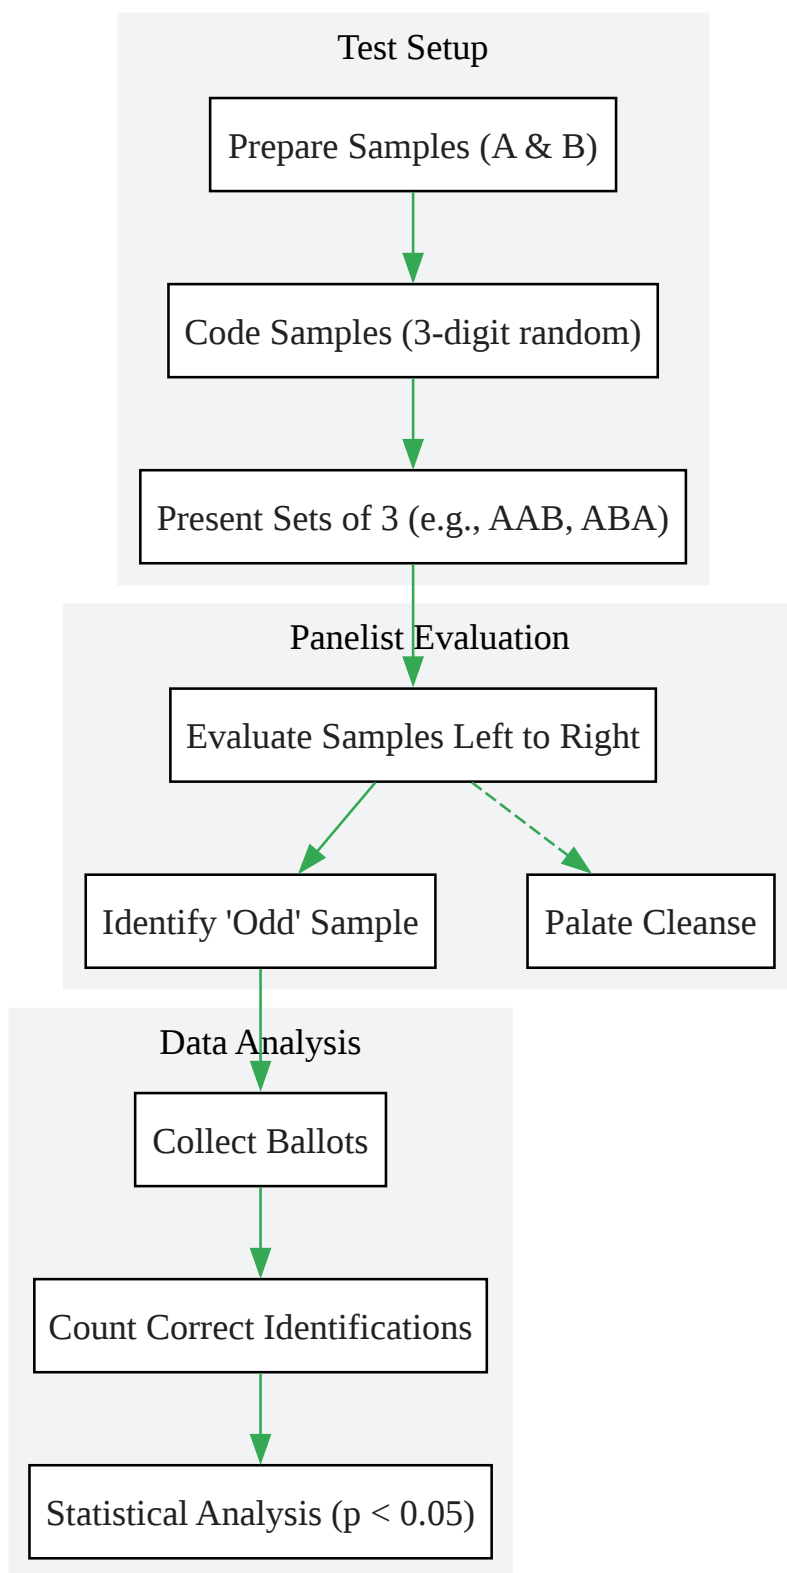 Test Setup
Prepare Samples (A & B)
Code Samples (3-digit random)
Present Sets of 3 (e.g., AAB, ABA)
Panelist Evaluation
Evaluate Samples Left to Right
Identify 'Odd' Sample
Palate Cleanse
Data Analysis
Collect Ballots
Count Correct Identifications
Statistical Analysis (p < 0.05)